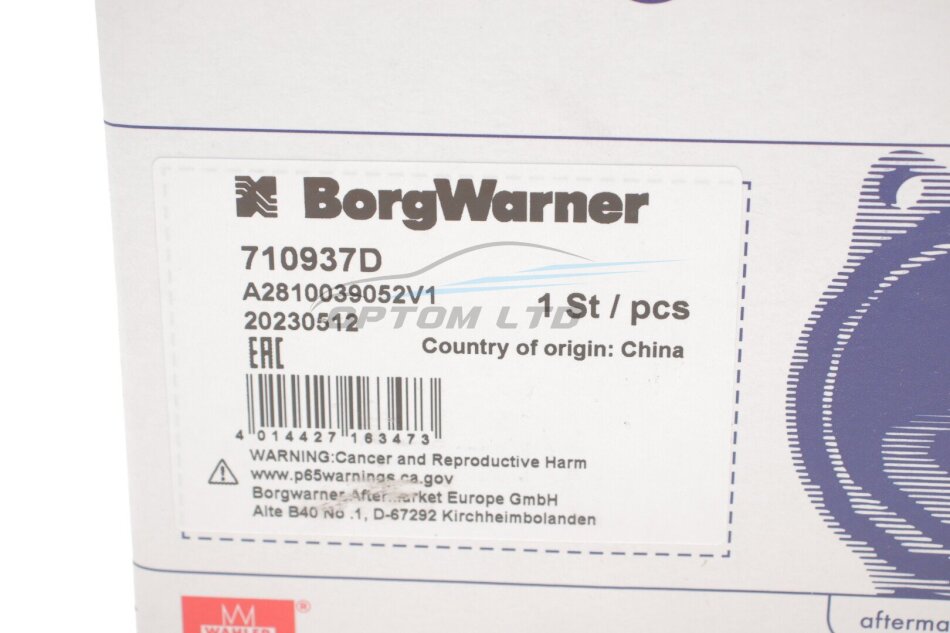 BorgWarner
710937D
A2810039052V1
20230512
1 St / pcs
OPTOM LTD
EAC
Country of origin: China
4 014427 163473
WARNING:Cancer and Reproductive Harm
www.p65warnings.ca.gov
Borgwarner Aftermarket Europe GmbH
Alte B40 No .1, D-67292 Kirchheimbolanden
WAHLER ®